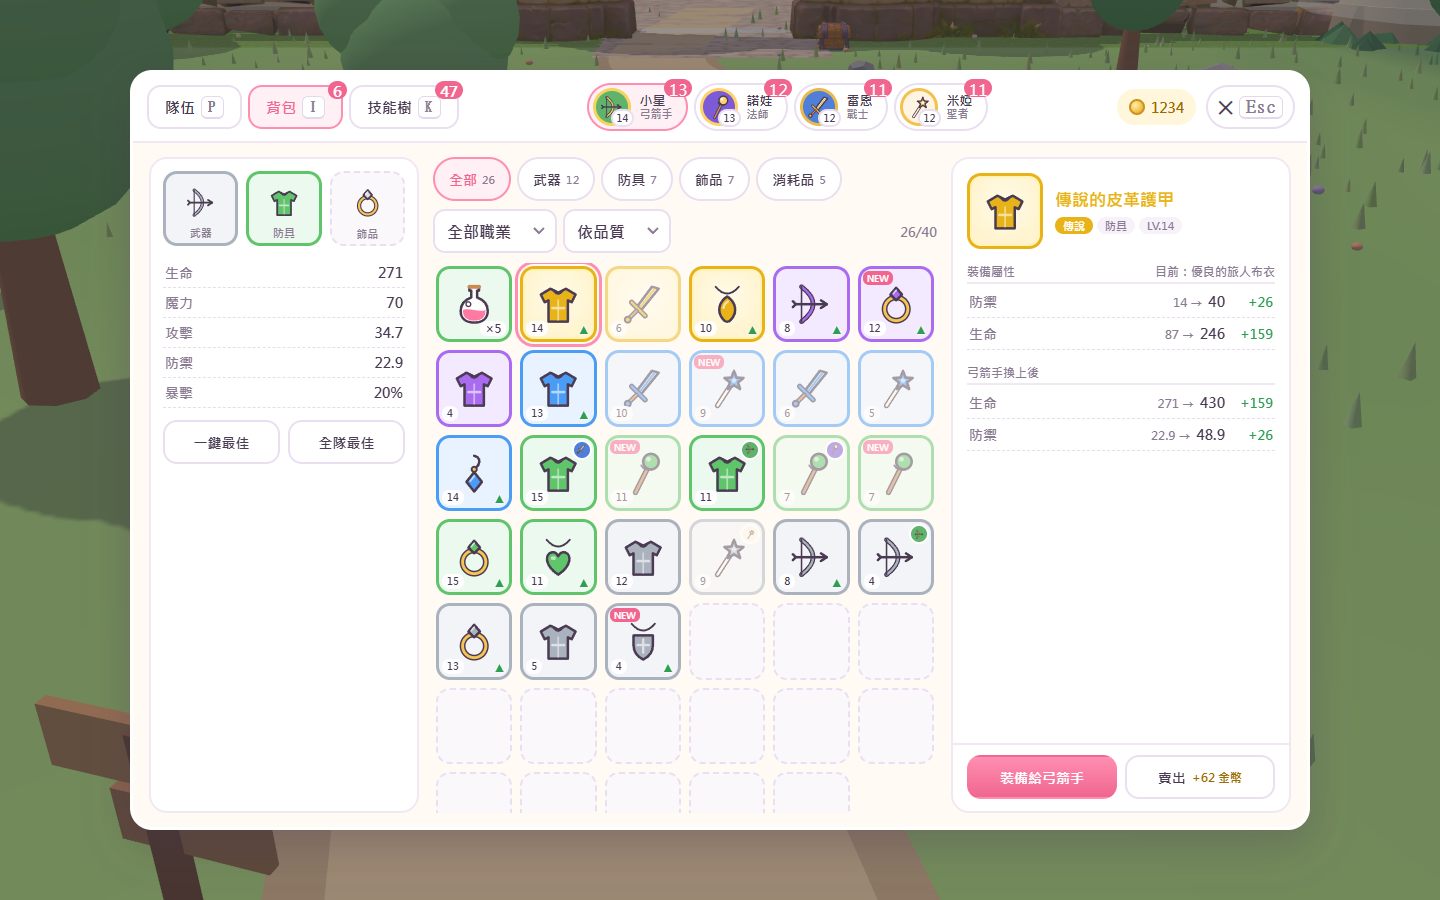 隊伍 P
背包 I 6
技能樹 K 47
小星 弓箭手 14 13
諾娃 法師 13 12
雷恩 戰士 12 11
米婭 聖者 12 11
1234
× Esc
武器 防具 飾品
生命 271
魔力 70
攻擊 34.7
防禦 22.9
暴擊 20%
一鍵最佳 全隊最佳
全部 26 武器 12 防具 7 飾品 7 消耗品 5
全部職業 依品質 26/40
×5 14 6 10 8 NEW 12
4 13 10 NEW 9 6 5
14 15 NEW 11 11 7 NEW 7
15 11 12 9 8 4
13 5 NEW 4
傳說的皮革護甲
傳說 防具 LV.14
裝備屬性 目前：優良的旅人布衣
防禦 14 → 40 +26
生命 87 → 246 +159
弓箭手換上後
生命 271 → 430 +159
防禦 22.9 → 48.9 +26
裝備給弓箭手 賣出 +62 金幣